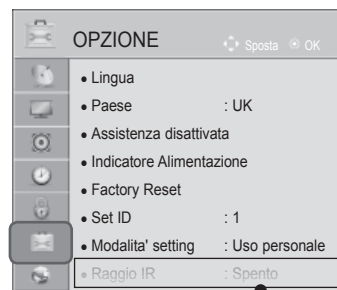 OPZIONE Sposta OK
• Lingua
• Paese : UK
• Assistenza disattivata
• Indicatore Alimentazione
• Factory Reset
• Set ID : 1
• Modalita' setting : Uso personale
• Raggio IR : Spento